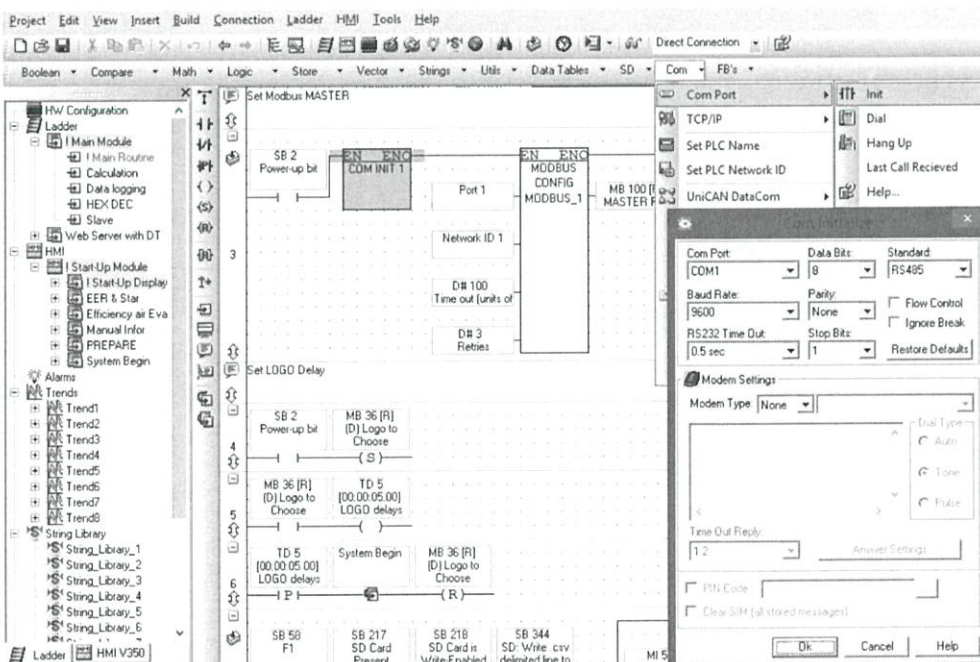 Project Edit View Insert Build Connection Ladder HMI Tools Help
Direct Connection
Boolean Compare Math Logic Store Vector Strings Utils Data Tables SD Com FB's
HW Configuration
Ladder
! Main Module
! Main Routine
Calculation
Data logging
HEX DEC
Slave
Web Server with DT
HMI
! Start-Up Module
! Start-Up Display
EER & Star
Efficiency air Eva
Manual Infor
PREPARE
System Begin
Alarms
Trends
Trend1
Trend2
Trend3
Trend4
Trend5
Trend6
Trend7
Trend8
String Library
String_Library_1
String_Library_2
String_Library_3
String_Library_4
String_Library_5
String_Library_6
Ladder HMI V350
Set Modbus MASTER
3
SB 2
Power-up bit
EN ENO
COM INIT 1
EN ENO
MODBUS
CONFIG
MODBUS_1
Port 1
Network ID 1
D# 100
Time out (units of
D# 3
Retries
MB 100 [
MASTER
Set LOGO Delay
4
SB 2
Power-up bit
MB 36 [R]
(D) Logo to
Choose
(S)
5
MB 36 [R]
(D) Logo to
Choose
TD 5
[00:00:05.00]
LOGO delays
6
TD 5
[00:00:05.00]
LOGO delays
P
System Begin
MB 36 [R]
(D) Logo to
Choose
(R)
SB 58
F1
SB 217
SD Card
Present
SB 218
SD Card is
Write-Enabled
SB 344
SD: Write .csv
delimited line to
MI 5
Com Port
TCP/IP
Set PLC Name
Set PLC Network ID
UniCAN DataCom
Init
Dial
Hang Up
Last Call Recieved
Help...
Com Initialize
Com Port: Data Bits: Standard:
COM1 8 RS485
Baud Rate: Parity: Flow Control
9600 None Ignore Break
RS232 Time Out: Stop Bits:
0.5 sec 1 Restore Defaults
Modem Settings
Modem Type: None
Dial Type
Auto
Tone
Pulse
Time Out Reply:
1.2 Answer Settings
PIN Code
Clear SIM (all stored messages)
Ok Cancel Help